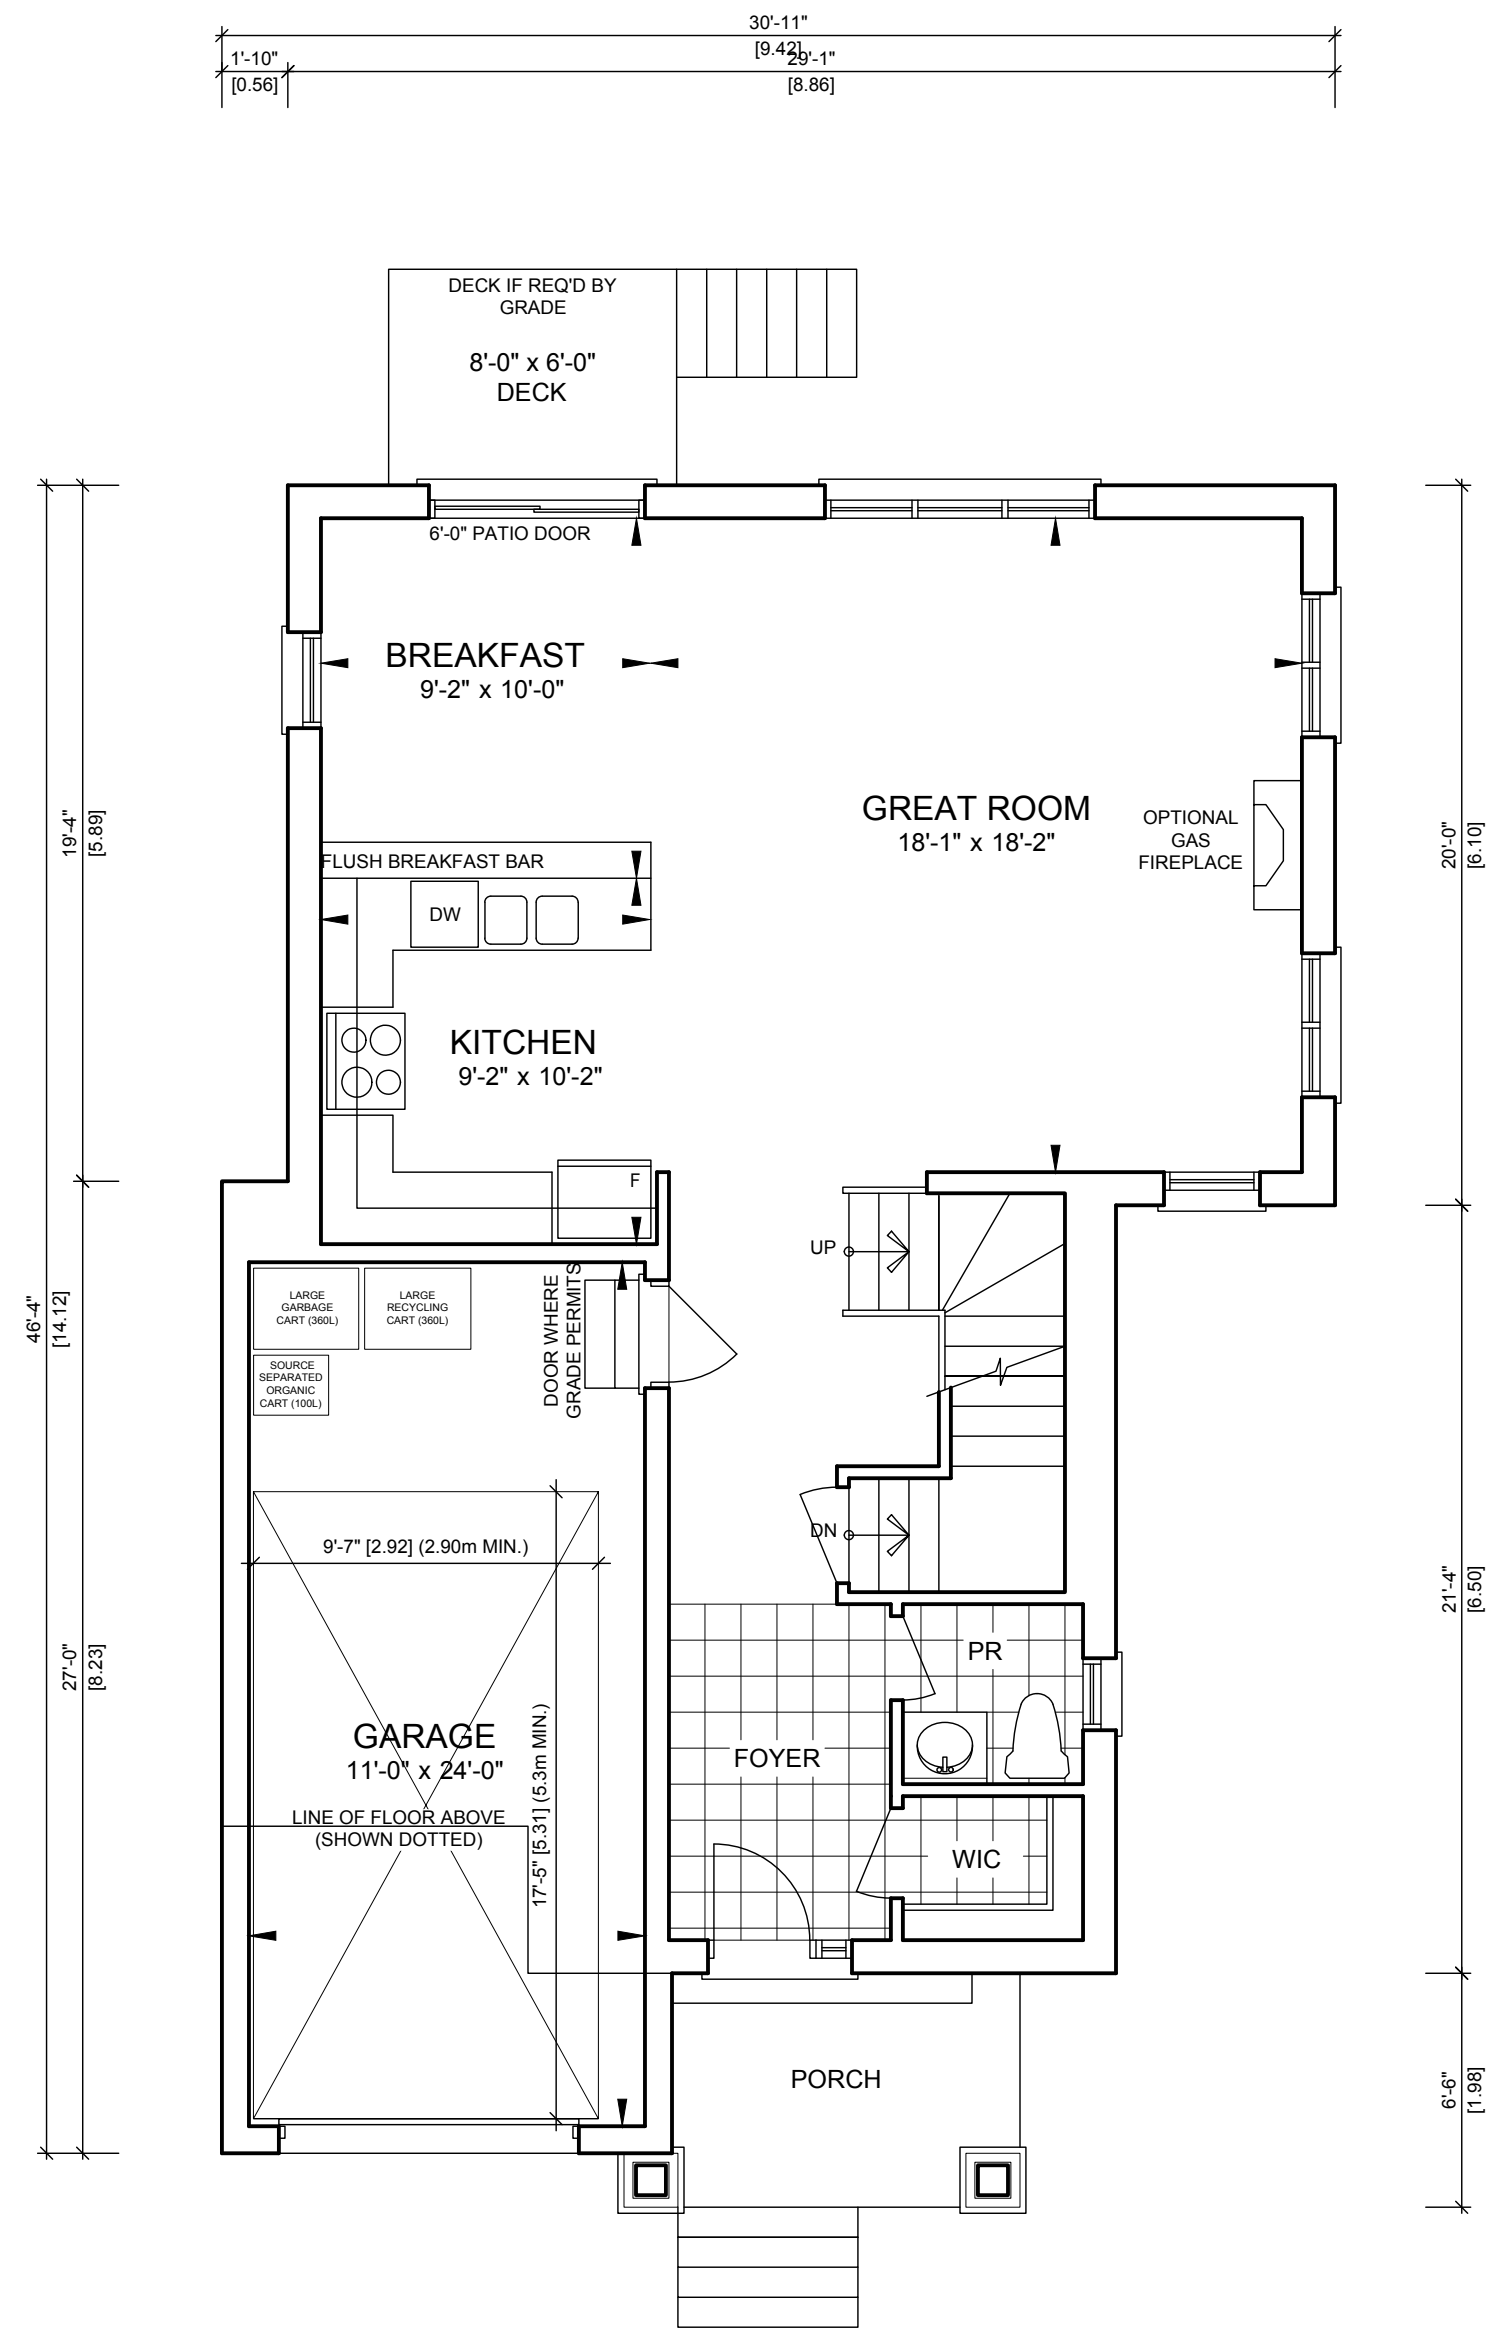 30'-11"
[9.42]
1'-10"
[0.56]
29'-1"
[8.86]
DECK IF REQ'D BY
GRADE
8'-0" x 6'-0"
DECK
6'-0" PATIO DOOR
BREAKFAST
9'-2" x 10'-0"
GREAT ROOM
18'-1" x 18'-2"
OPTIONAL
GAS
FIREPLACE
19'-4"
[5.89]
20'-0"
[6.10]
FLUSH BREAKFAST BAR
DW
KITCHEN
9'-2" x 10'-2"
F
UP
46'-4"
[14.12]
LARGE
GARBAGE
CART (360L)
LARGE
RECYCLING
CART (360L)
SOURCE
SEPARATED
ORGANIC
CART (100L)
DOOR WHERE
GRADE PERMITS
DN
9'-7" [2.92] (2.90m MIN.)
21'-4"
[6.50]
27'-0"
[8.23]
PR
GARAGE
11'-0" x 24'-0"
17'-5" [5.31] (5.3m MIN.)
FOYER
LINE OF FLOOR ABOVE
(SHOWN DOTTED)
WIC
PORCH
6'-6"
[1.98]